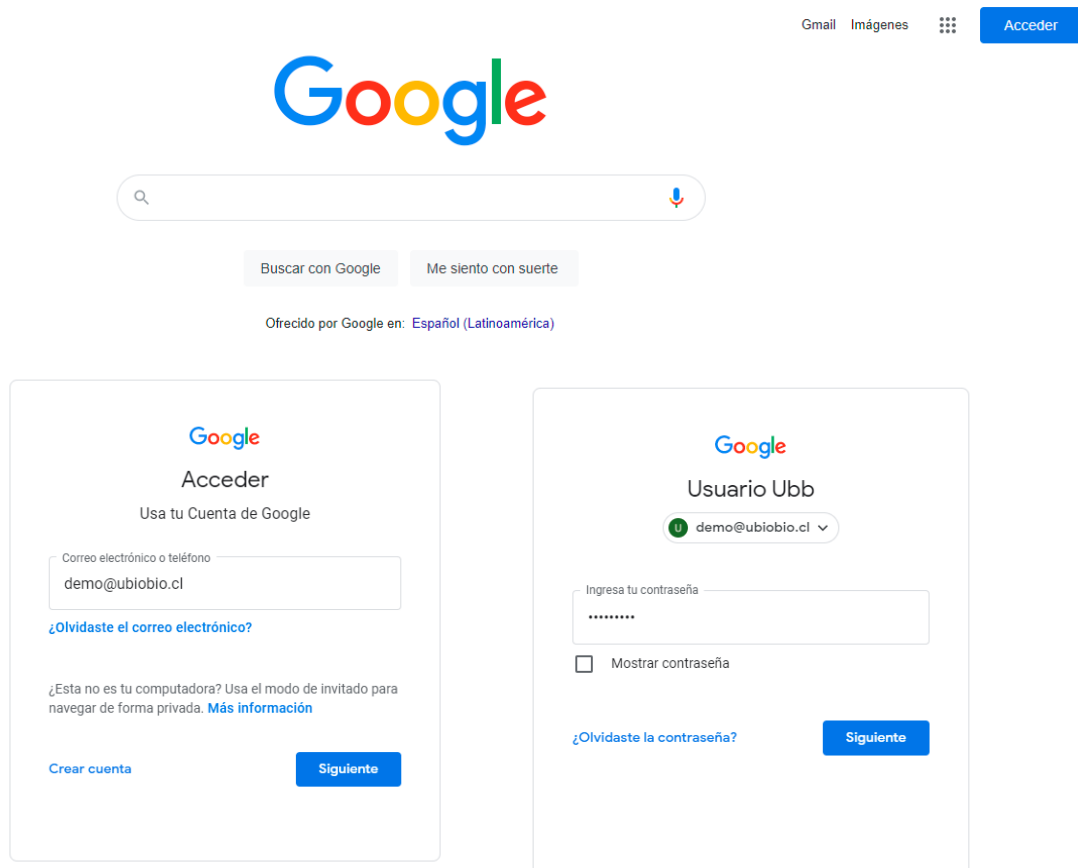 Gmail Imágenes Acceder
Google
Buscar con Google Me siento con suerte
Ofrecido por Google en: Español (Latinoamérica)
Google
Acceder
Usa tu Cuenta de Google
Correo electrónico o teléfono
demo@ubiobio.cl
¿Olvidaste el correo electrónico?
¿Esta no es tu computadora? Usa el modo de invitado para
navegar de forma privada. Más información
Crear cuenta Siguiente
Google
Usuario Ubb
U demo@ubiobio.cl
Ingresa tu contraseña
•••••••••
Mostrar contraseña
¿Olvidaste la contraseña? Siguiente